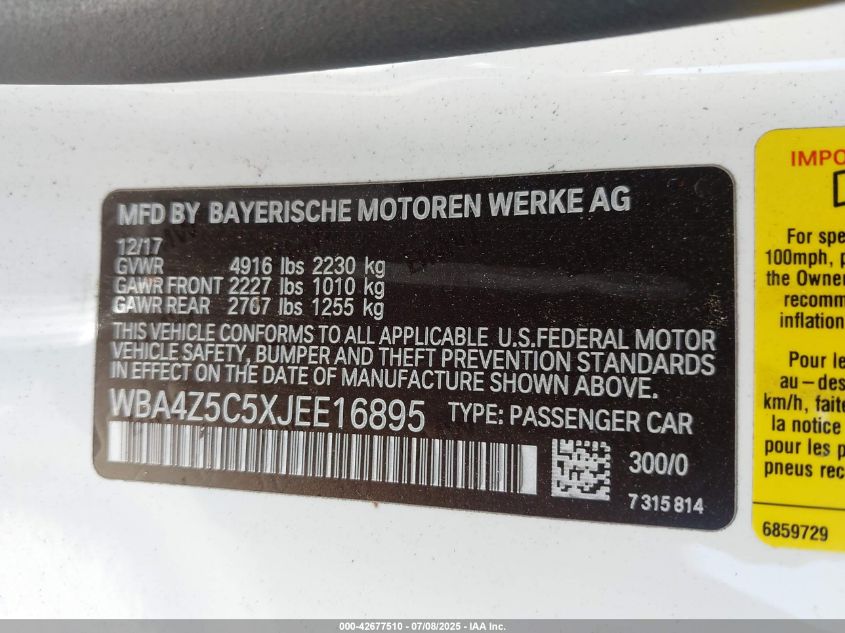 MFD BY BAYERISCHE MOTOREN WERKE AG
12/17
GVWR 4916 lbs 2230 kg
GAWR FRONT 2227 lbs 1010 kg
GAWR REAR 2767 lbs 1255 kg
THIS VEHICLE CONFORMS TO ALL APPLICABLE U.S.FEDERAL MOTOR
VEHICLE SAFETY, BUMPER AND THEFT PREVENTION STANDARDS
IN EFFECT ON THE DATE OF MANUFACTURE SHOWN ABOVE.
WBA4Z5C5XJEE16895 TYPE: PASSENGER CAR
300/0
7 315 814
IMPO
For spe
100mph, p
the Owner
recomm
inflation
Pour le
au-des
km/h, faite
la notice
pour les p
pneus rec
6859729
000-42677510 - 07/08/2025 - IAA Inc.